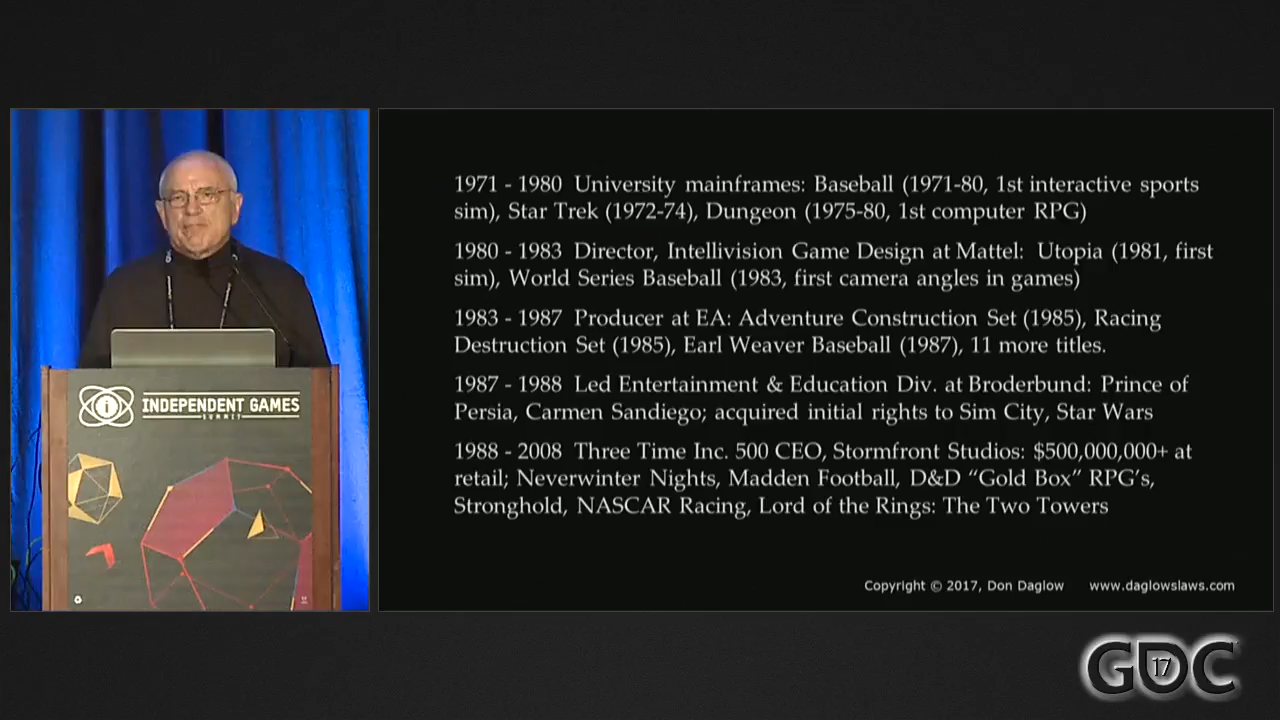 1971 - 1980 University mainframes: Baseball (1971-80, 1st interactive sports
sim), Star Trek (1972-74), Dungeon (1975-80, 1st computer RPG)
1980 - 1983 Director, Intellivision Game Design at Mattel: Utopia (1981, first
sim), World Series Baseball (1983, first camera angles in games)
1983 - 1987 Producer at EA: Adventure Construction Set (1985), Racing
Destruction Set (1985), Earl Weaver Baseball (1987), 11 more titles.
1987 - 1988 Led Entertainment & Education Div. at Broderbund: Prince of
Persia, Carmen Sandiego; acquired initial rights to Sim City, Star Wars
1988 - 2008 Three Time Inc. 500 CEO, Stormfront Studios: $500,000,000+ at
retail; Neverwinter Nights, Madden Football, D&D “Gold Box” RPG’s,
Stronghold, NASCAR Racing, Lord of the Rings: The Two Towers
Copyright © 2017, Don Daglow www.daglowslaws.com
i INDEPENDENT GAMES
SUMMIT
GDC
17